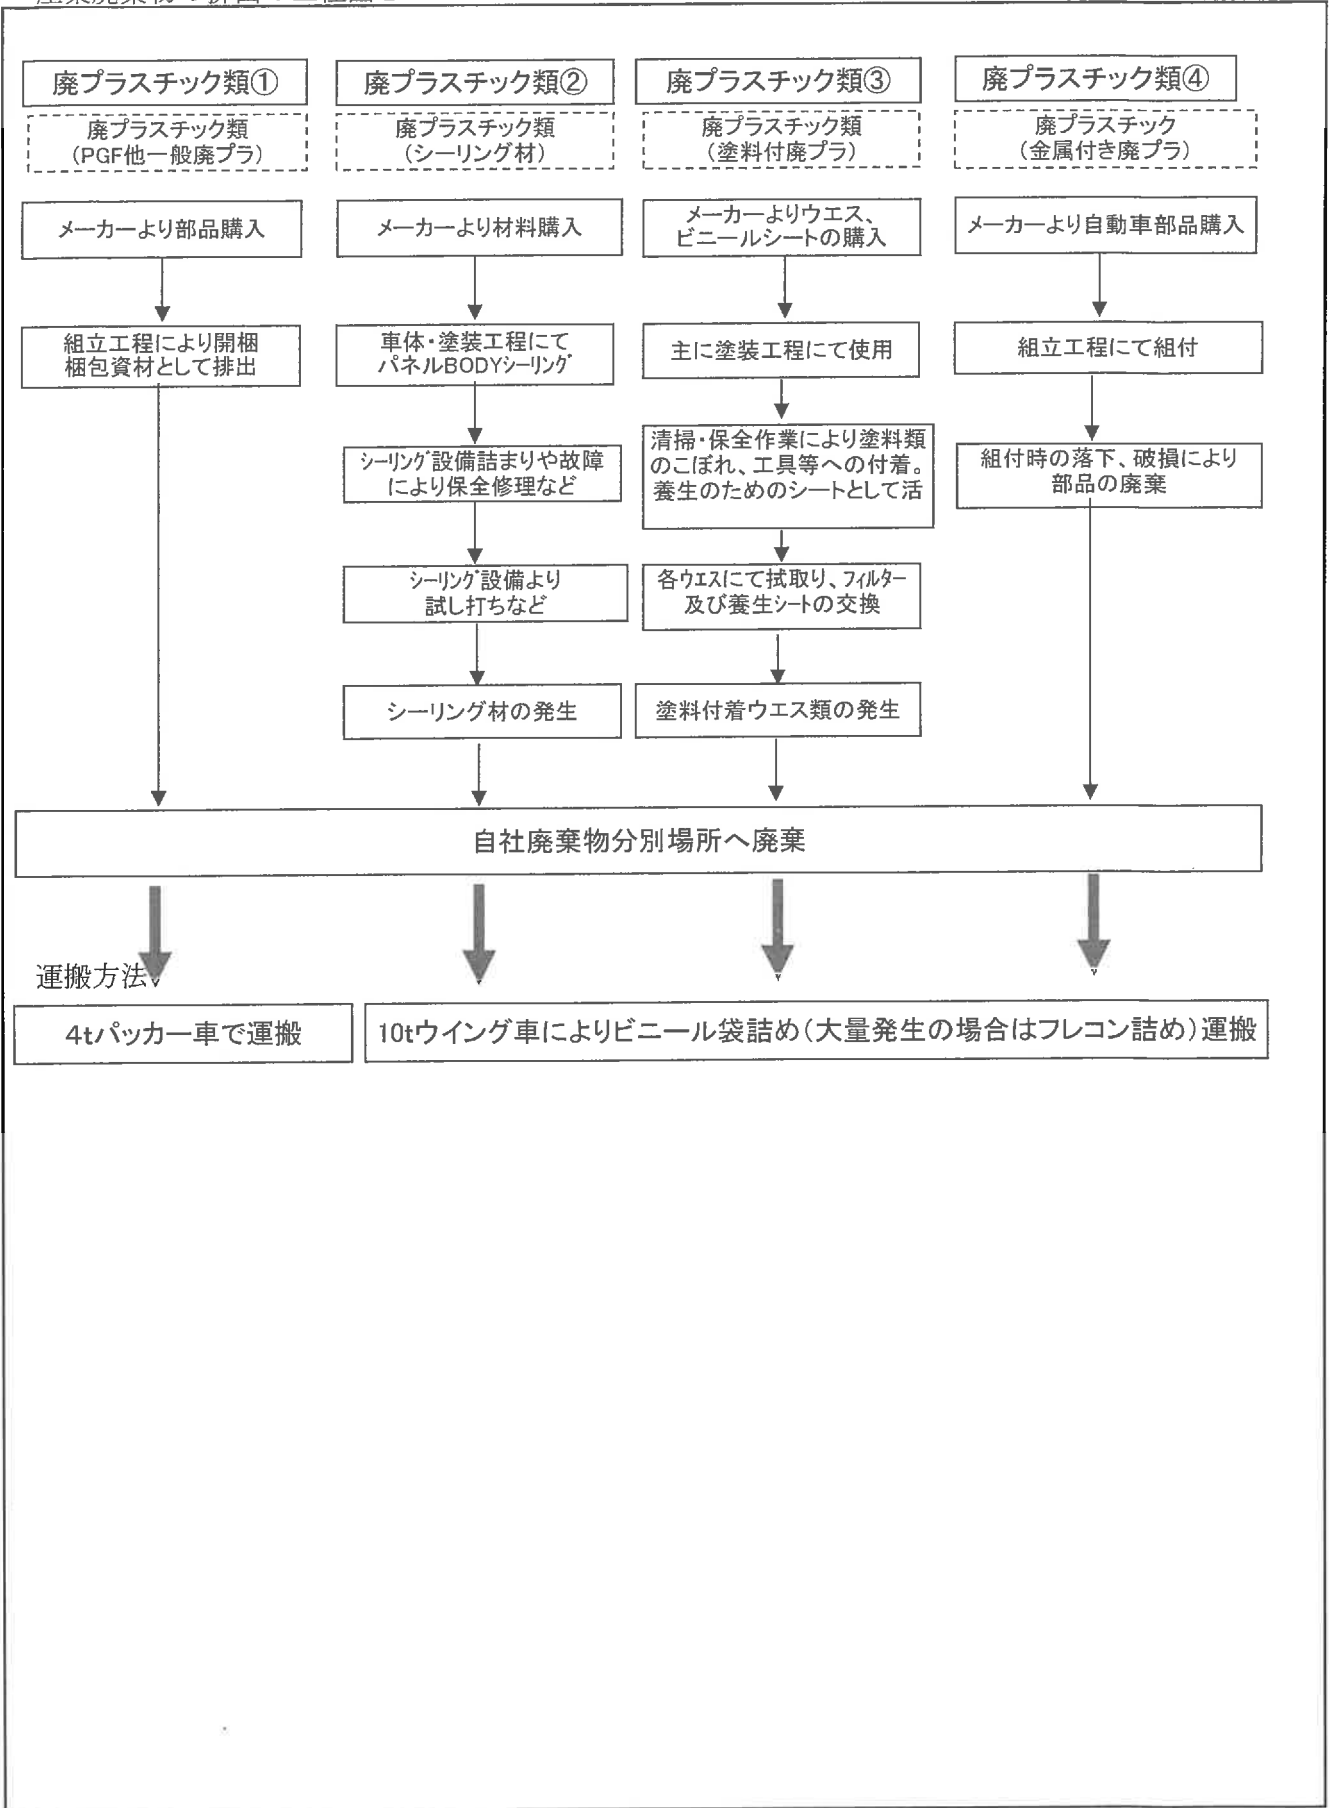 廃プラスチック類①
廃プラスチック類
(PGF他一般廃プラ)
メーカーより部品購入
組立工程により開梱
梱包資材として排出
廃プラスチック類②
廃プラスチック類
(シーリング材)
メーカーより材料購入
車体・塗装工程にて
パネルBODYシーリング
シーリング設備詰まりや故障
により保全修理など
シーリング設備より
試し打ちなど
シーリング材の発生
廃プラスチック類③
廃プラスチック類
(塗料付廃プラ)
メーカーよりウエス、
ビニールシートの購入
主に塗装工程にて使用
清掃・保全作業により塗料類
のこぼれ、工具等への付着。
養生のためのシートとして活
各ウエスにて拭取り、フィルター
及び養生シートの交換
塗料付着ウエス類の発生
廃プラスチック類④
廃プラスチック
(金属付き廃プラ)
メーカーより自動車部品購入
組立工程にて組付
組付時の落下、破損により
部品の廃棄
自社廃棄物分別場所へ廃棄
運搬方法
4tパッカー車で運搬
10tウイング車によりビニール袋詰め(大量発生の場合はフレコン詰め)運搬